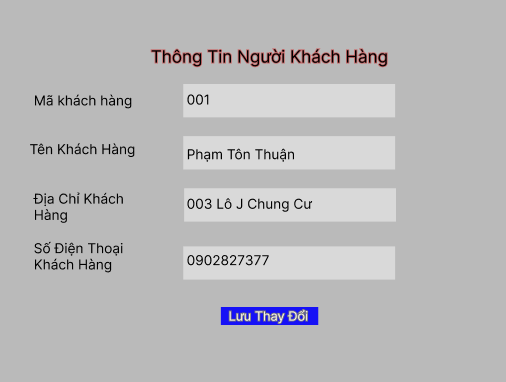 Thông Tin Người Khách Hàng
Mã khách hàng
001
Tên Khách Hàng
Phạm Tôn Thuận
Địa Chỉ Khách
Hàng
003 Lô J Chung Cư
Số Điện Thoại
Khách Hàng
0902827377
Lưu Thay Đổi